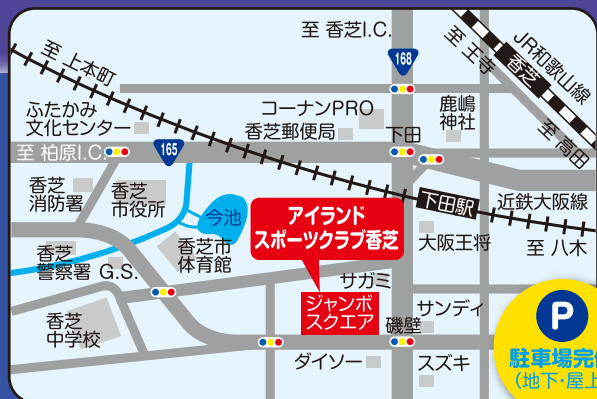 至 香芝I.C.
168
至 上本町
至 王寺
香芝
JR和歌山線
至 高田
ふたかみ
文化センター
コーナンPRO
香芝郵便局
鹿嶋
神社
下田
至 柏原I.C.
165
香芝
消防署
香芝
市役所
今池
アイランド
スポーツクラブ香芝
下田駅
近鉄大阪線
大阪王将
至 八木
香芝市
体育館
香芝
警察署
G.S.
サガミ
ジャンボ
スクエア
磯壁
サンディ
香芝
中学校
ダイソー
スズキ
P
駐車場完
(地下・屋上